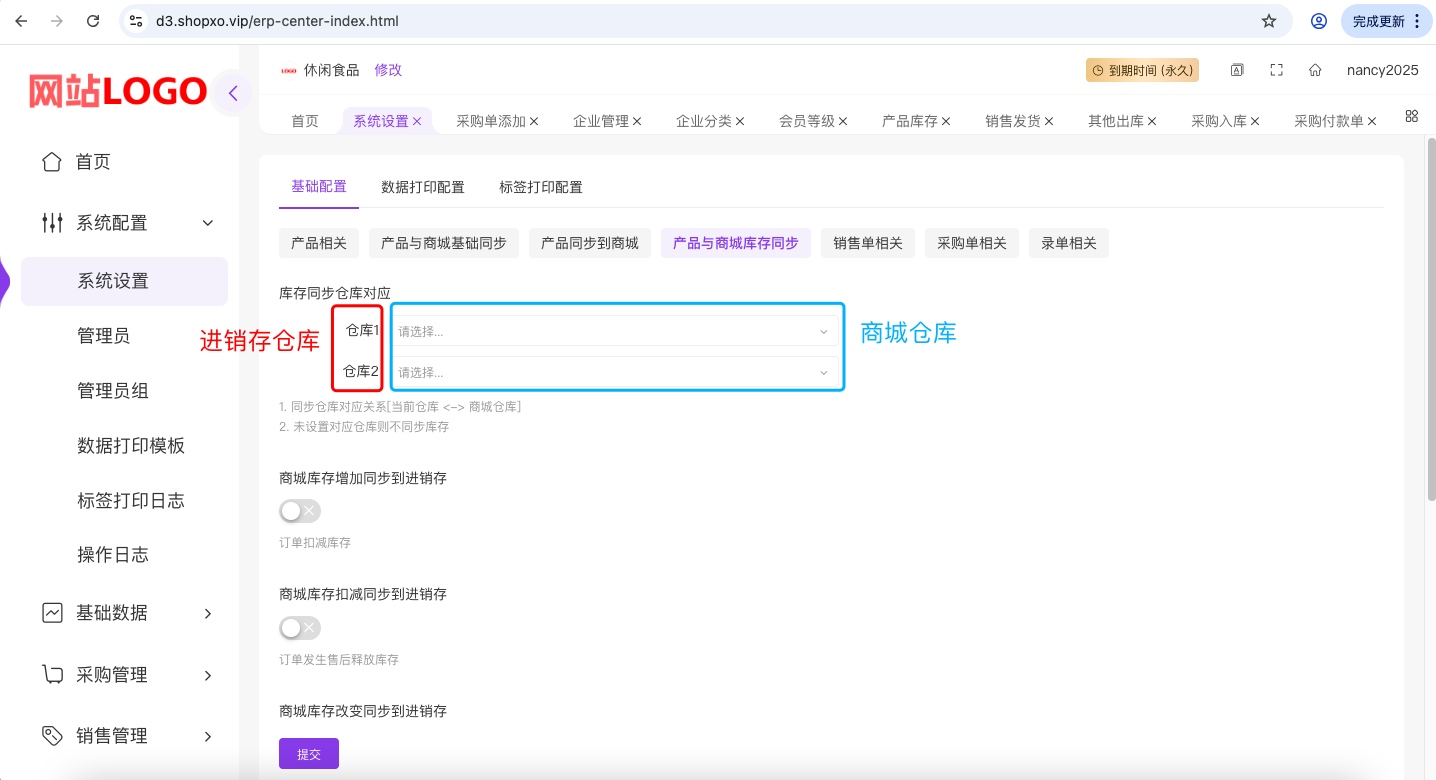 d3.shopxo.vip/erp-center-index.html
完成更新
网站LOGO
LOGO 休闲食品 修改
到期时间 (永久)
nancy2025
首页 系统设置 采购单添加 企业管理 企业分类 会员等级 产品库存 销售发货 其他出库 采购入库 采购付款单
首页
系统配置
系统设置
管理员
管理员组
数据打印模板
标签打印日志
操作日志
基础数据
采购管理
销售管理
基础配置 数据打印配置 标签打印配置
产品相关 产品与商城基础同步 产品同步到商城 产品与商城库存同步 销售单相关 采购单相关 录单相关
库存同步仓库对应
进销存仓库
仓库1 请选择...
仓库2 请选择...
商城仓库
1. 同步仓库对应关系[当前仓库 <-> 商城仓库]
2. 未设置对应仓库则不同步库存
商城库存增加同步到进销存
订单扣减库存
商城库存扣减同步到进销存
订单发生售后释放库存
商城库存改变同步到进销存
提交